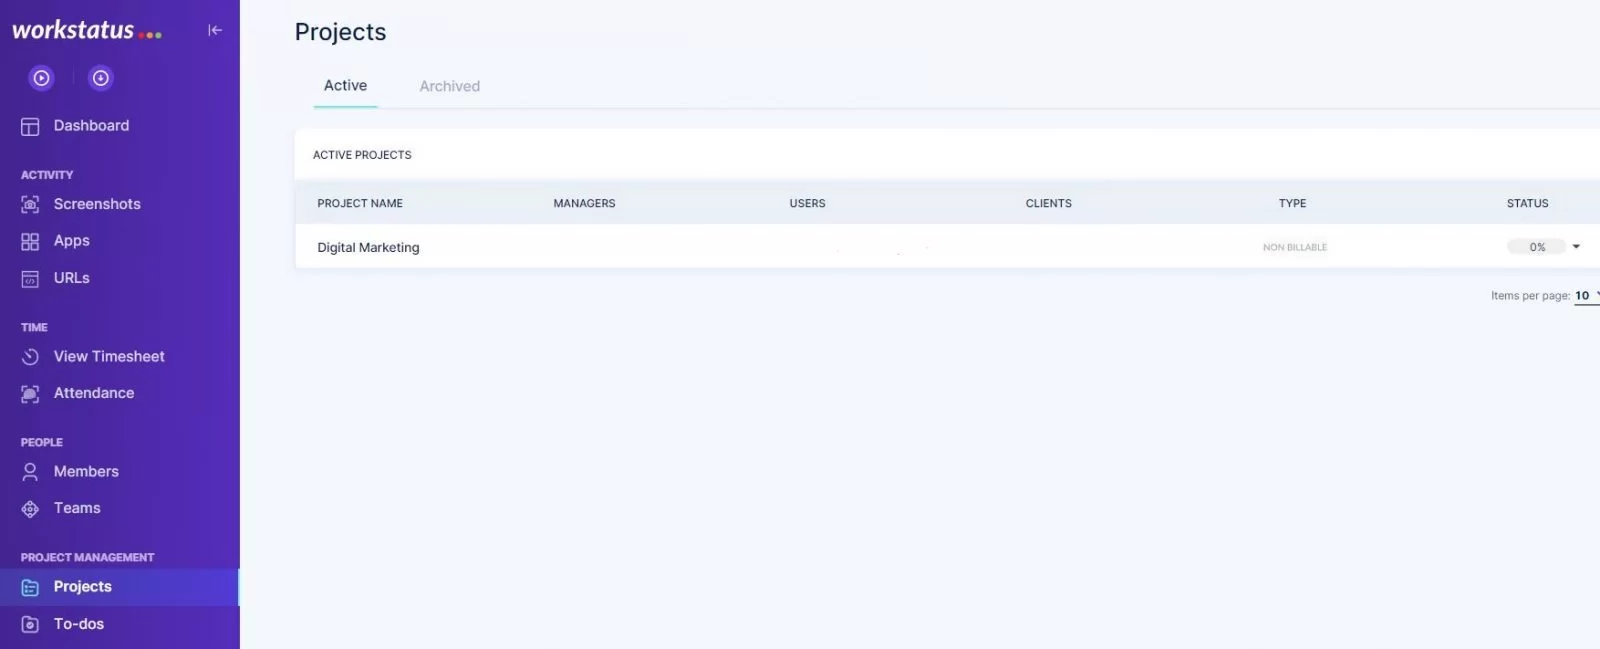 workstatus
Dashboard
ACTIVITY
Screenshots
Apps
URLs
TIME
View Timesheet
Attendance
PEOPLE
Members
Teams
PROJECT MANAGEMENT
Projects
To-dos
Projects
Active Archived
ACTIVE PROJECTS
PROJECT NAME MANAGERS USERS CLIENTS TYPE STATUS
Digital Marketing NON BILLABLE 0%
Items per page: 10